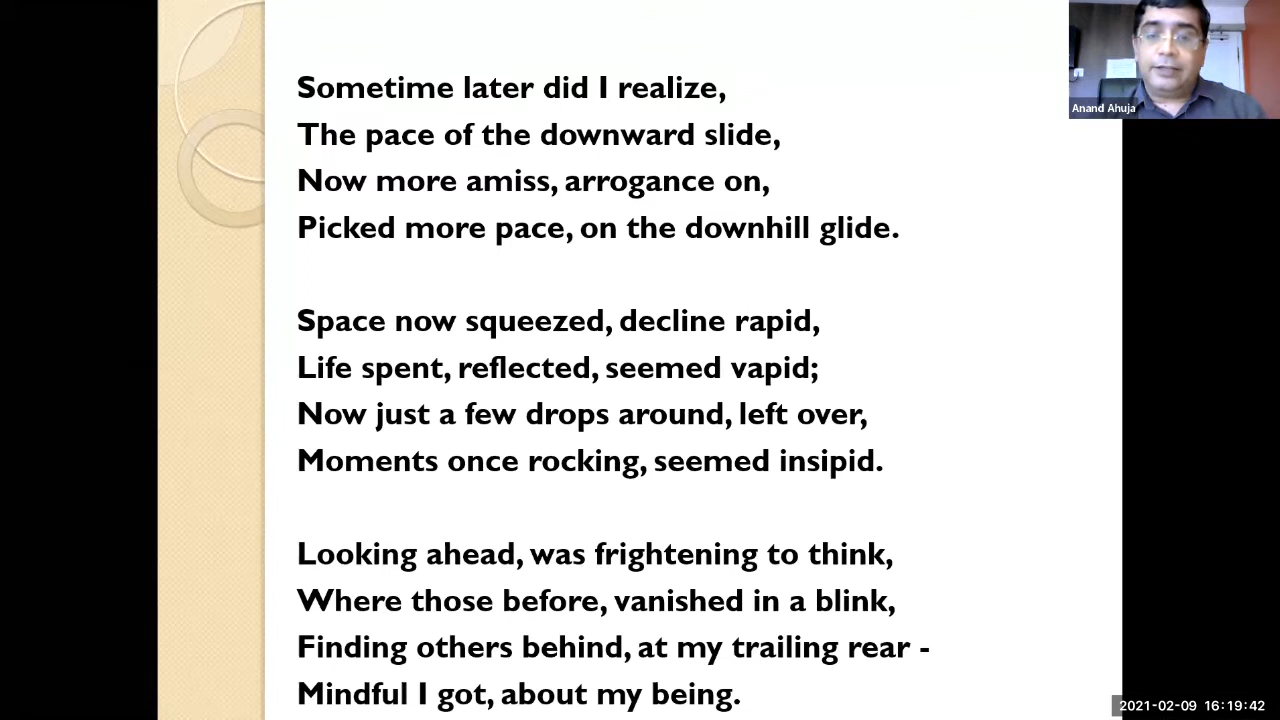 Sometime later did I realize,
The pace of the downward slide,
Now more amiss, arrogance on,
Picked more pace, on the downhill glide.
Space now squeezed, decline rapid,
Life spent, reflected, seemed vapid;
Now just a few drops around, left over,
Moments once rocking, seemed insipid.
Looking ahead, was frightening to think,
Where those before, vanished in a blink,
Finding others behind, at my trailing rear -
Mindful I got, about my being.
Anand Ahuja
2021-02-09 16:19:42